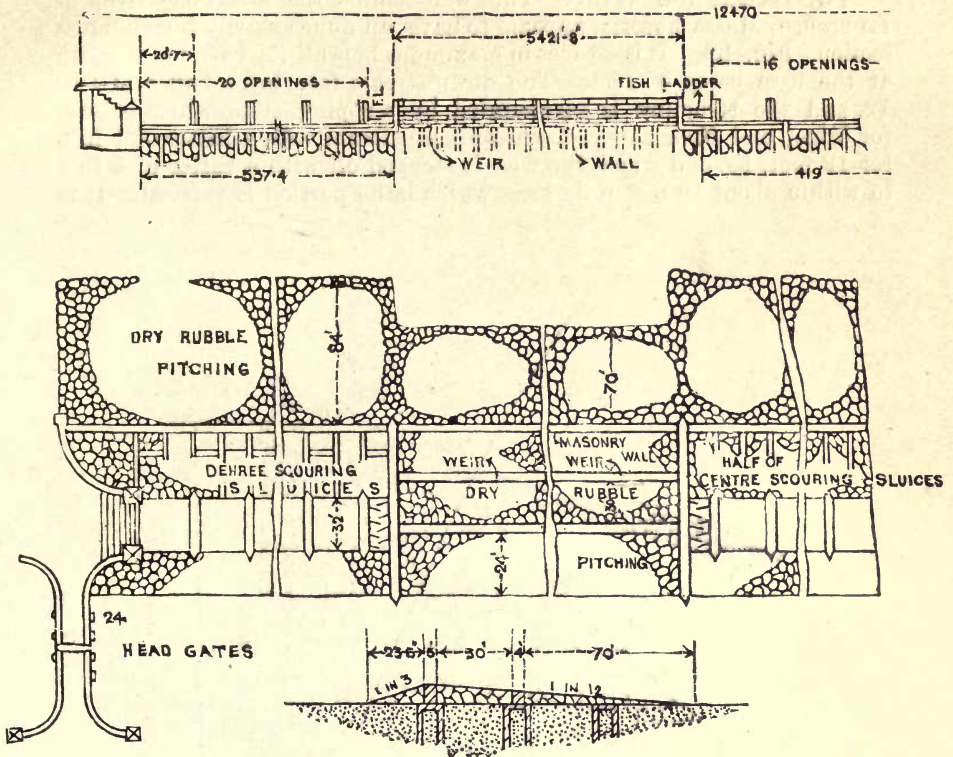 12470
5421·8"
20·7"
20 OPENINGS
16 OPENINGS
F.L.
FISH LADDER
WEIR
WALL
537·4
419'
DRY RUBBLE
PITCHING
84'
70'
DEHREE SCOURING
SLUICES
WEIR
MASONRY
WALL
WEIR
DRY
RUBBLE
30'
HALF OF
CENTRE SCOURING SLUICES
32'
24'
PITCHING
24
HEAD GATES
23·6"
5'
30'
4'
70'
1 IN 3
1 IN 12